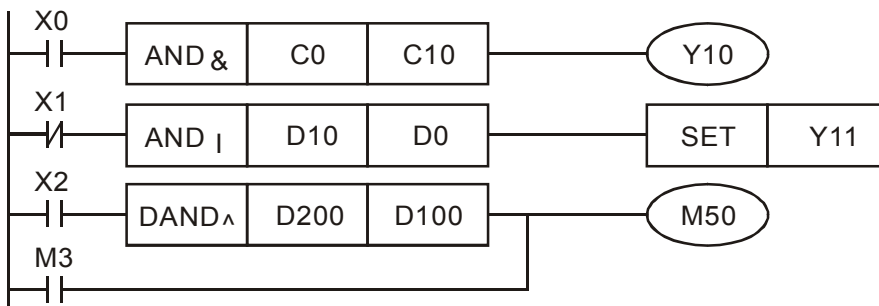 X0
AND & C0 C10 Y10
X1
AND | D10 D0 SET Y11
X2
DAND^ D200 D100 M50
M3